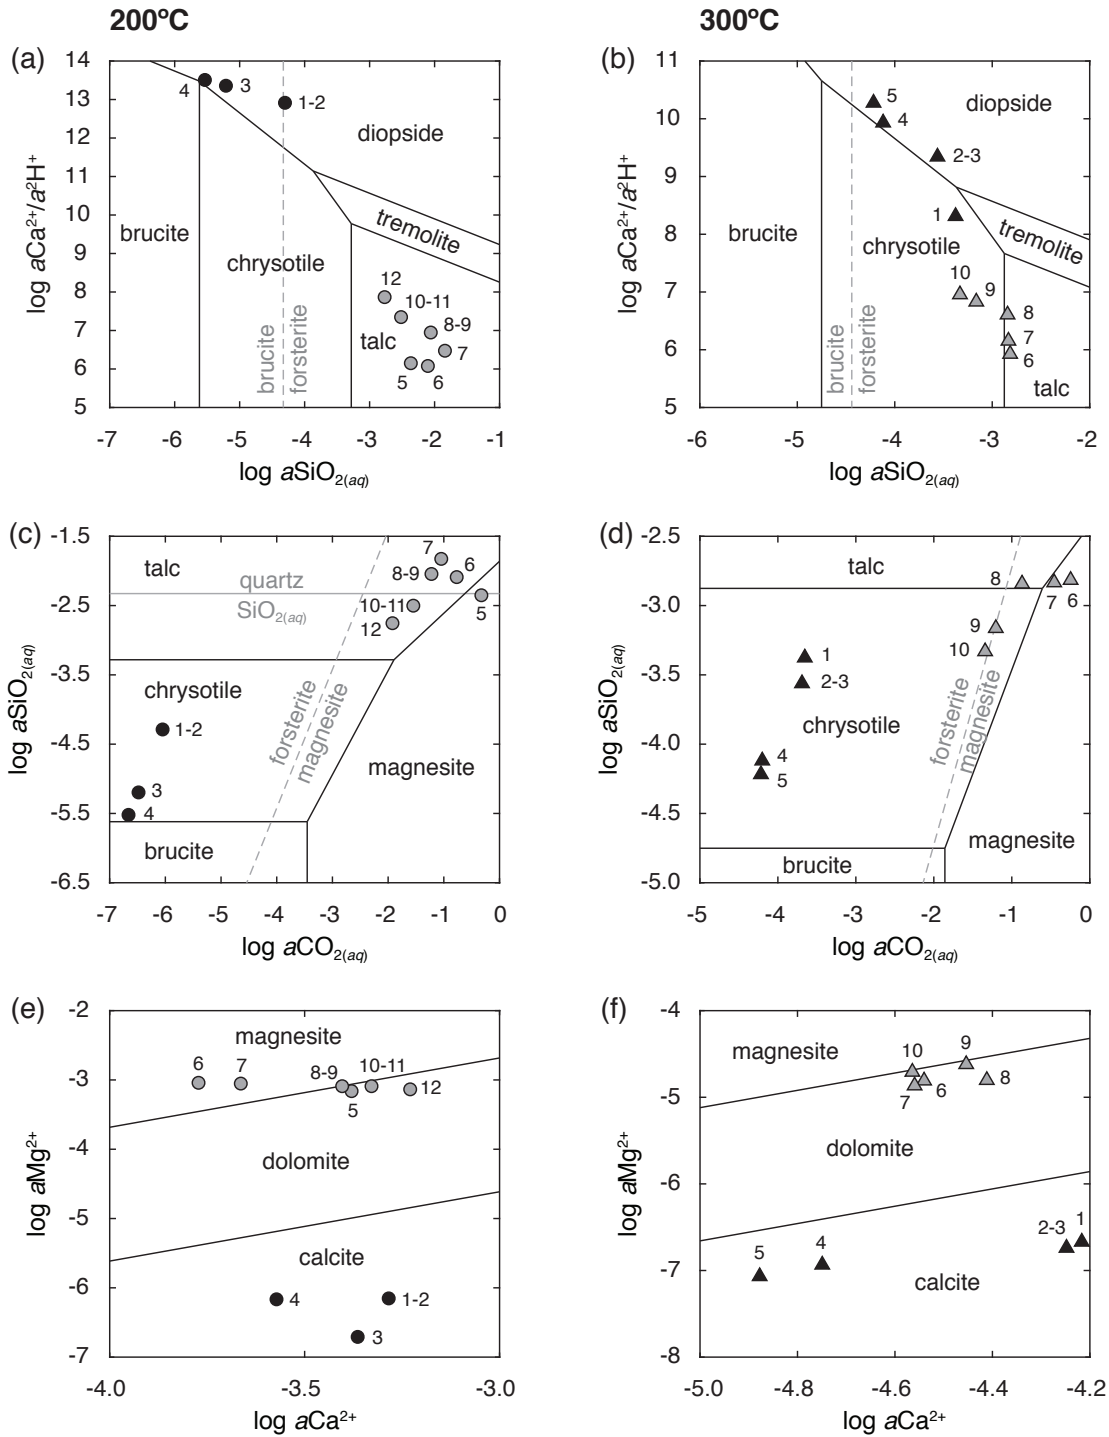 200ºC
300ºC
(a)
14
13
12
11
10
9
8
7
6
5
log aCa²⁺/a²H⁺
4
3
1-2
diopside
brucite
chrysotile
tremolite
12
10-11
8-9
talc
7
5
6
brucite
forsterite
-7
-6
-5
-4
-3
-2
-1
log aSiO₂(aq)
(b)
11
10
9
8
7
6
5
log aCa²⁺/a²H⁺
5
4
diopside
2-3
1
brucite
chrysotile
tremolite
10
9
8
7
6
talc
brucite
forsterite
-6
-5
-4
-3
-2
log aSiO₂(aq)
(c)
-1.5
-2.5
-3.5
-4.5
-5.5
-6.5
log aSiO₂(aq)
talc
7
8-9
6
quartz
SiO₂(aq)
10-11
5
12
chrysotile
1-2
forsterite
magnesite
magnesite
3
4
brucite
-7
-6
-5
-4
-3
-2
-1
0
log aCO₂(aq)
(d)
-2.5
-3.0
-3.5
-4.0
-4.5
-5.0
log aSiO₂(aq)
talc
8
7
6
9
10
1
2-3
chrysotile
forsterite
magnesite
4
5
magnesite
brucite
-5
-4
-3
-2
-1
0
log aCO₂(aq)
(e)
-2
-3
-4
-5
-6
-7
log aMg²⁺
magnesite
6
7
8-9
10-11
5
12
dolomite
calcite
4
1-2
3
-4.0
-3.5
-3.0
log aCa²⁺
(f)
-4
-5
-6
-7
-8
log aMg²⁺
magnesite
10
9
7
6
8
dolomite
5
4
2-3
1
calcite
-5.0
-4.8
-4.6
-4.4
-4.2
log aCa²⁺